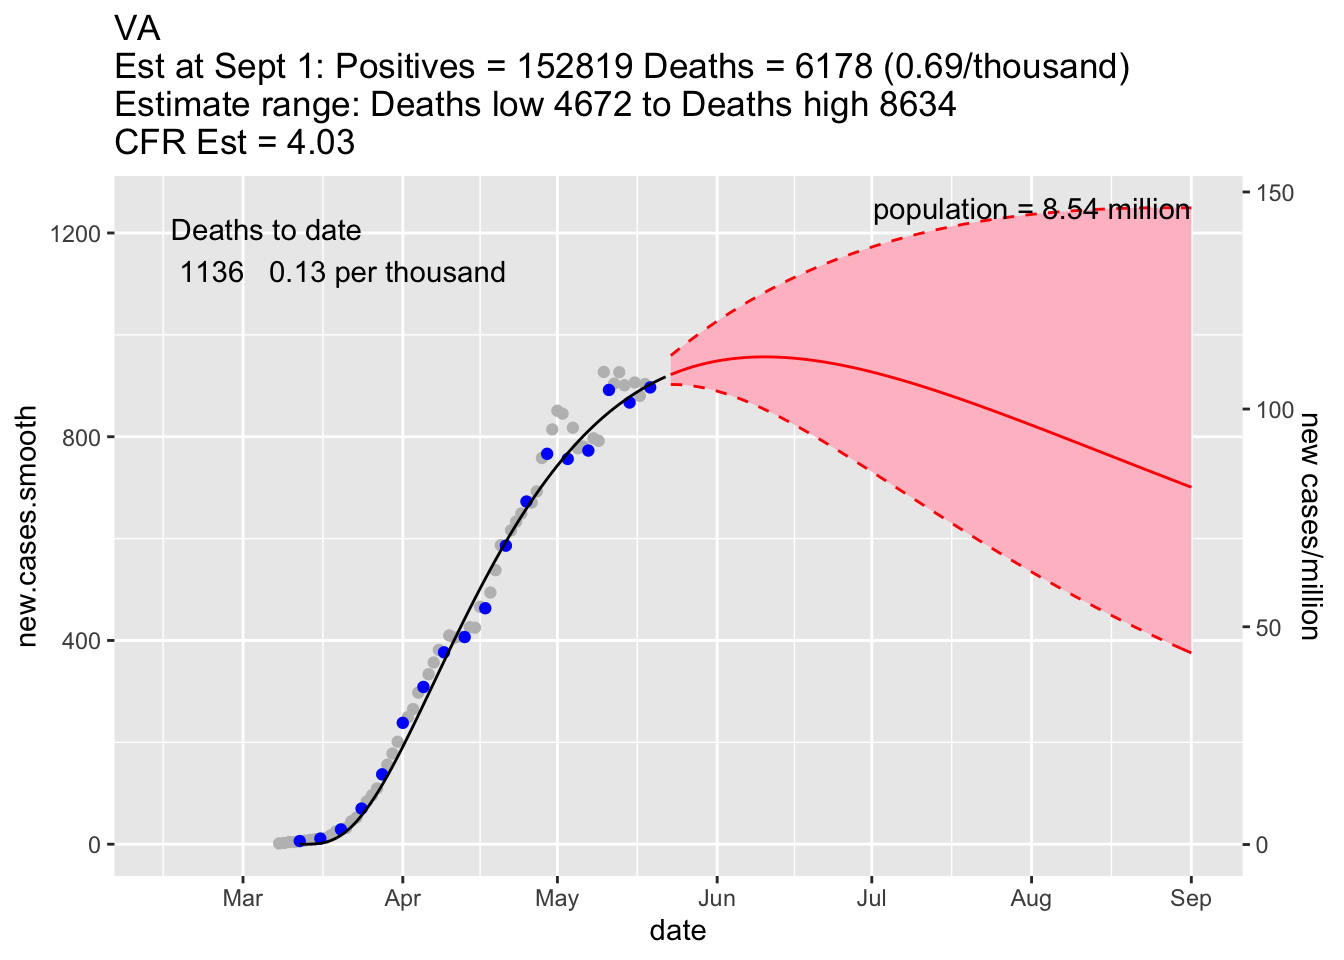 VA
Est at Sept 1: Positives = 152819 Deaths = 6178 (0.69/thousand)
Estimate range: Deaths low 4672 to Deaths high 8634
CFR Est = 4.03
Deaths to date
1136 0.13 per thousand
population = 8.54 million
new.cases.smooth
1200
800
400
0
150
100
50
0
new cases/million
Mar Apr May Jun Jul Aug Sep
date